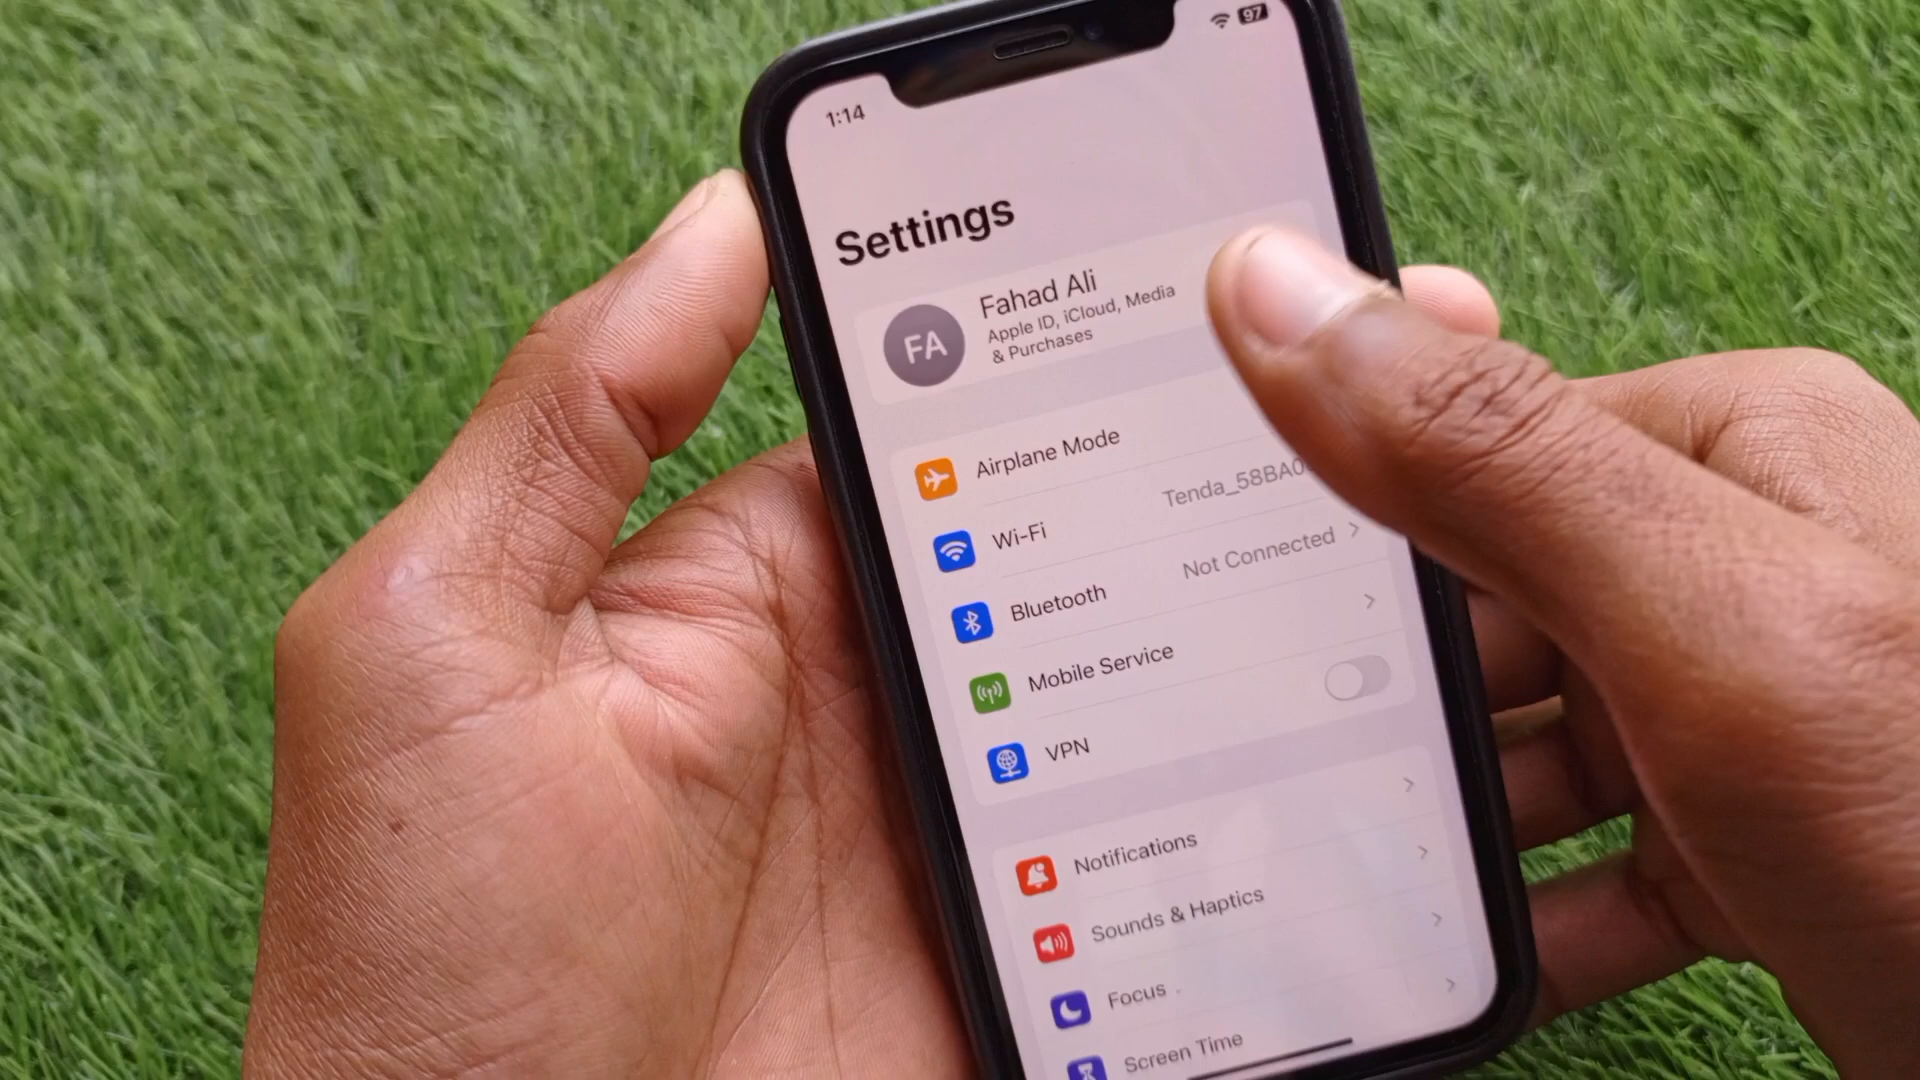 1:14
97
Settings
FA
Fahad Ali
Apple ID, iCloud, Media
& Purchases
Airplane Mode
Wi-Fi
Bluetooth Not Connected
Mobile Service
VPN
Notifications
Sounds & Haptics
Focus
Screen Time